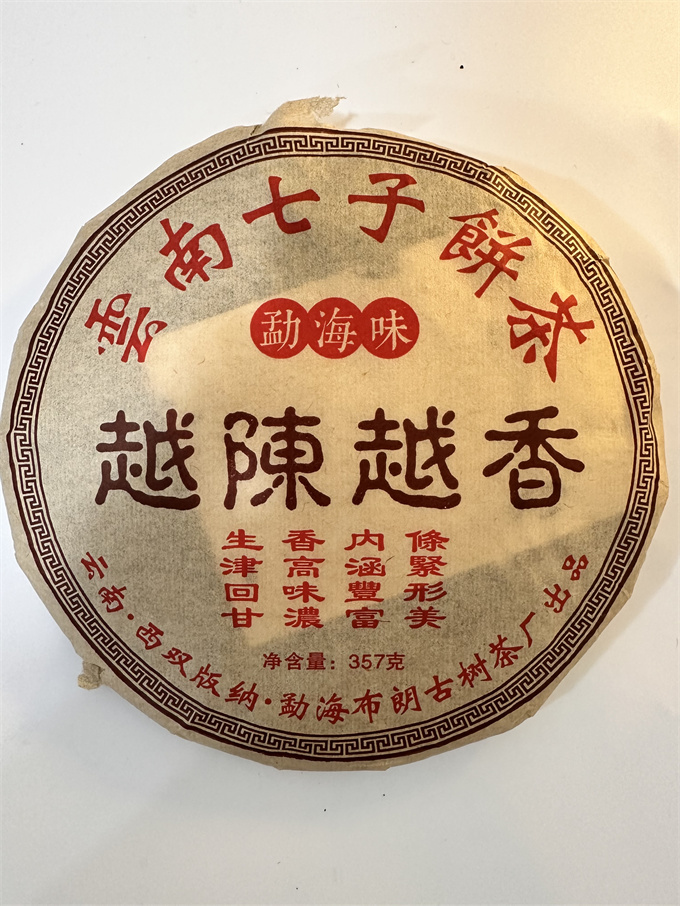 雲南七子餅茶
勐海味
越陳越香
條緊形美
内涵豐富
香高味濃
生津回甘
净含量：357克
云南·西双版纳·勐海布朗古树茶厂出品